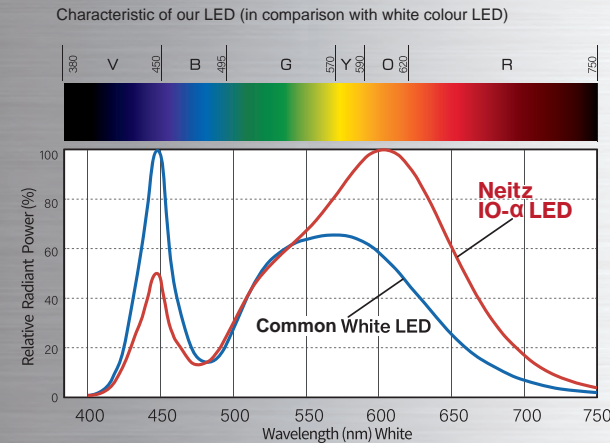 Characteristic of our LED (in comparison with white colour LED)
380 V 450 B 495 G 570 Y 590 O 620 R 750
Relative Radiant Power (%)
100
80
60
40
20
0
Neitz
IO-α LED
Common White LED
400 450 500 550 600 650 700 750
Wavelength (nm) White